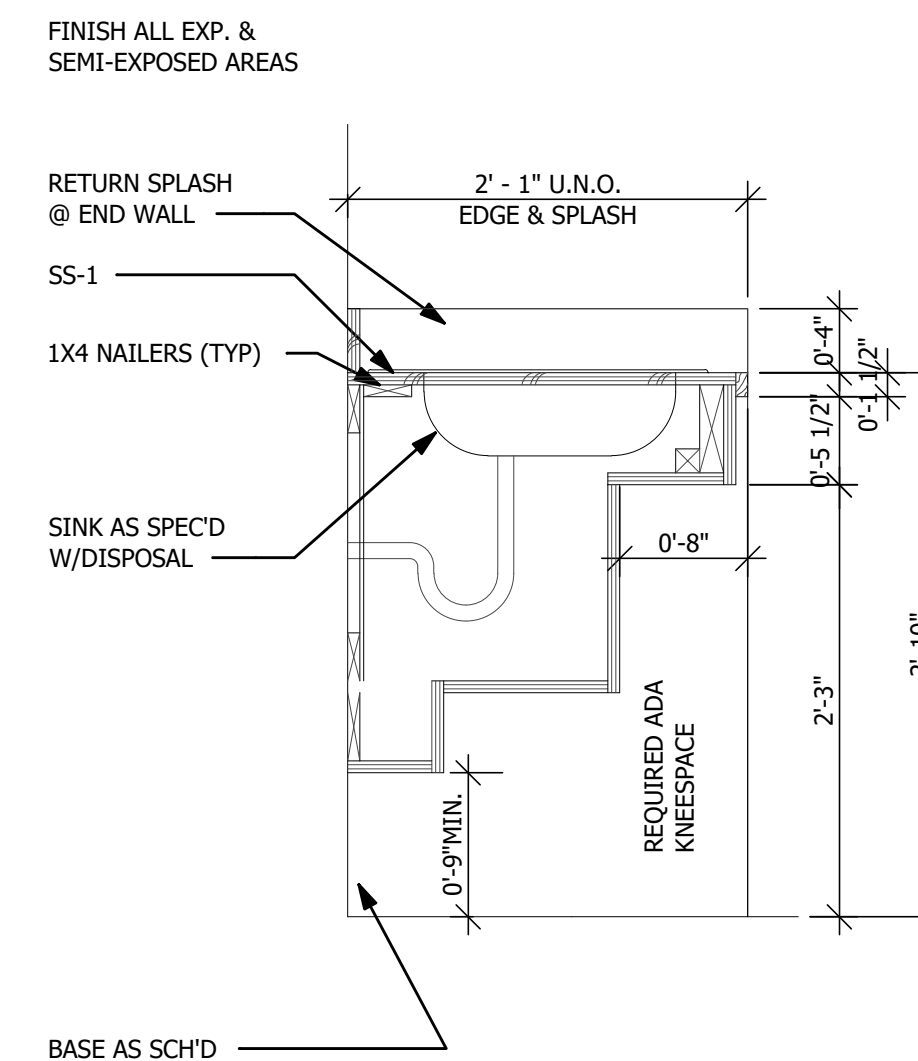 FINISH ALL EXP. &
SEMI-EXPOSED AREAS
RETURN SPLASH
@ END WALL
2' - 1" U.N.O.
EDGE & SPLASH
SS-1
1X4 NAILERS (TYP)
0'-4"
0'-1 1/2"
0'-5 1/2"
SINK AS SPEC'D
W/DISPOSAL
0'-8"
2'-3"
REQUIRED ADA
KNEESPACE
0'-9"MIN.
BASE AS SCH'D